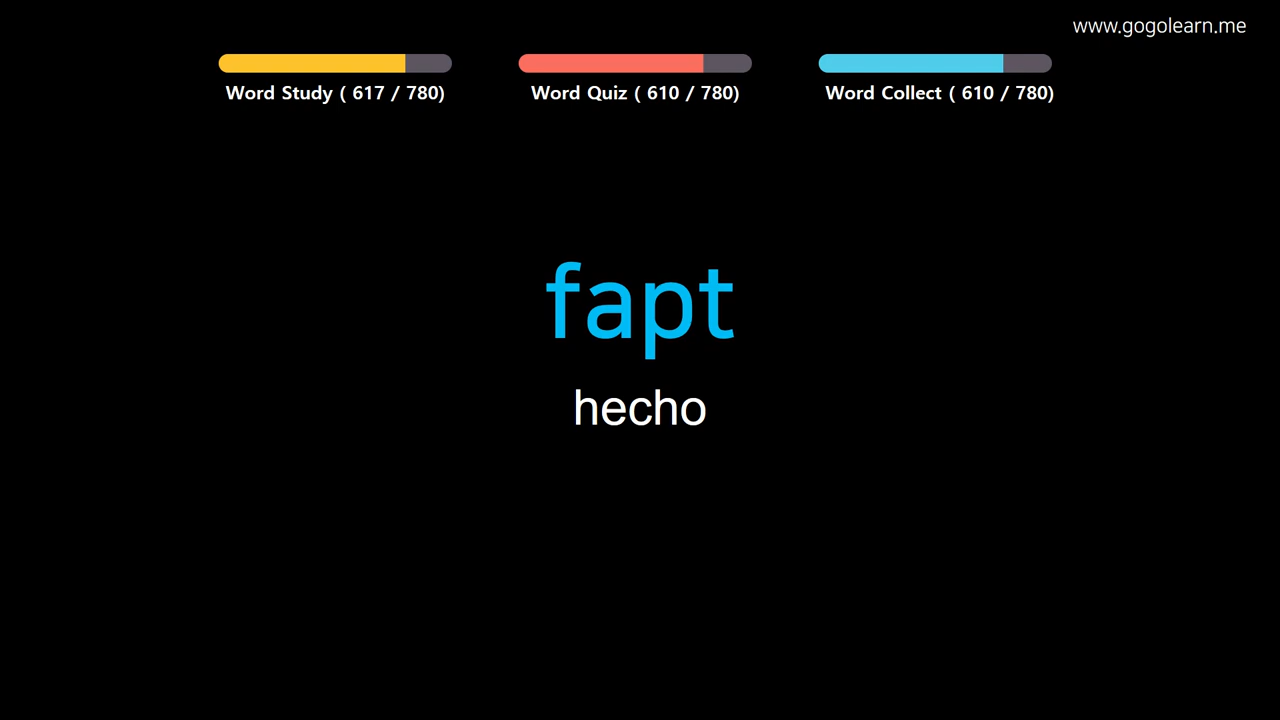 www.gogolearn.me
Word Study ( 617 / 780)
Word Quiz ( 610 / 780)
Word Collect ( 610 / 780)
fapt
hecho